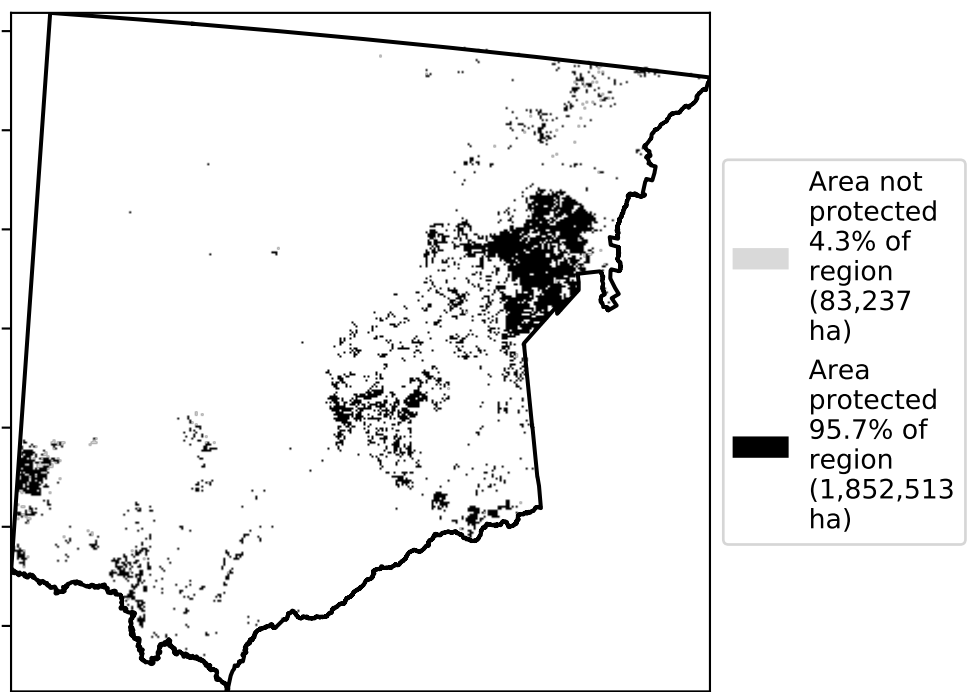 Area not
protected
4.3% of
region
(83,237
ha)
Area
protected
95.7% of
region
(1,852,513
ha)